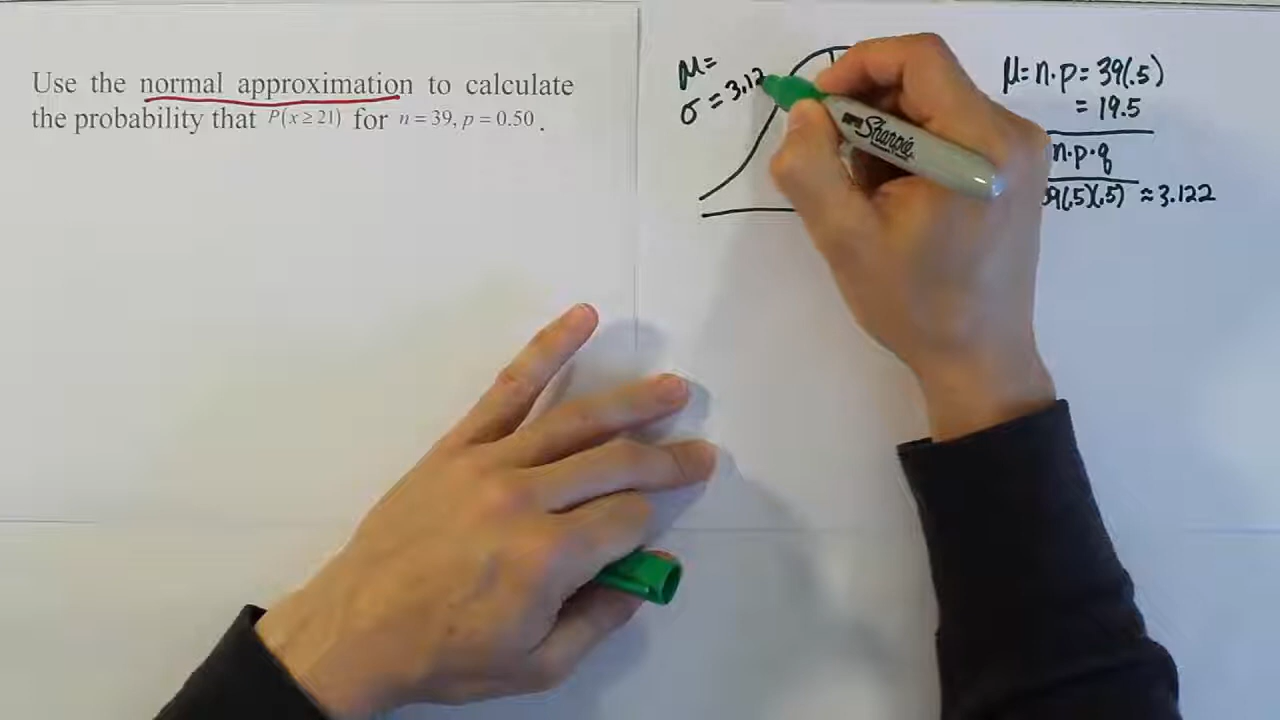 Use the normal approximation to calculate
the probability that P(x ≥ 21) for n = 39, p = 0.50 .
μ=
σ = 3.12
μ = n·p = 39(.5)
= 19.5
n·p·q
39(.5)(.5) ≈ 3.122
Sharpie